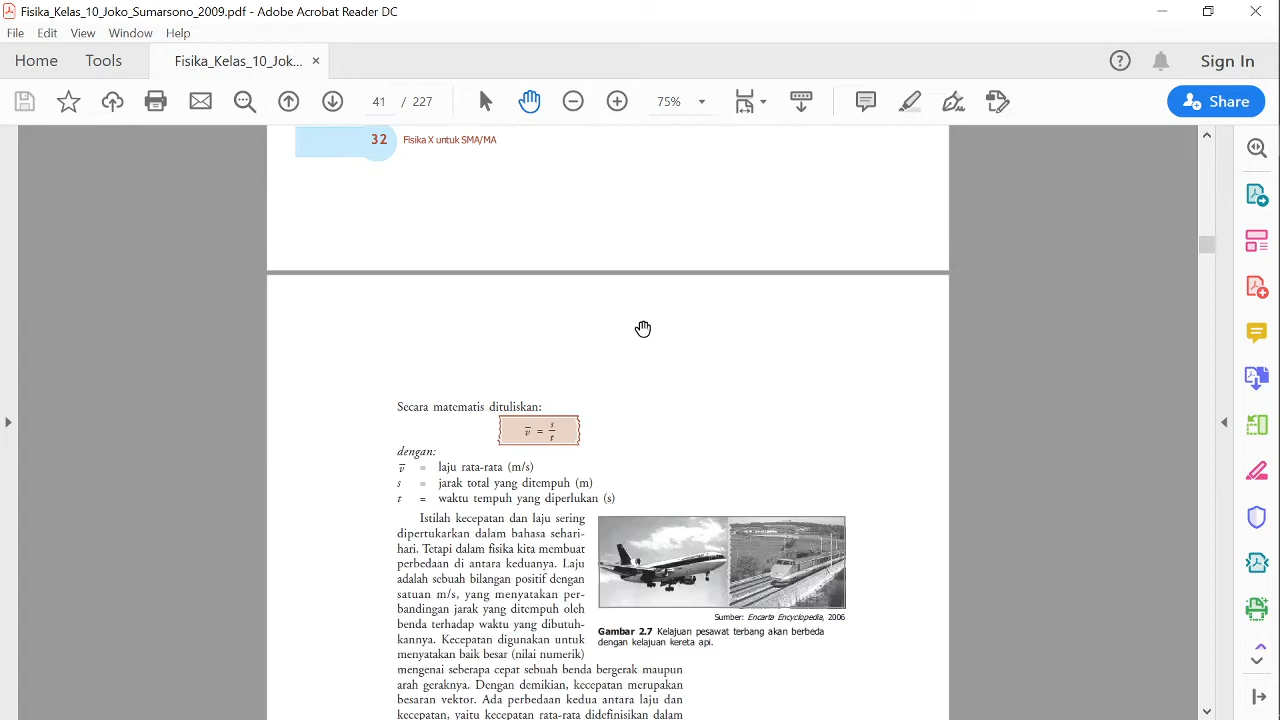 Fisika_Kelas_10_Joko_Sumarsono_2009.pdf - Adobe Acrobat Reader DC
File Edit View Window Help
Home Tools Fisika_Kelas_10_Jok... × Sign In
41 / 227 75% Share
32 Fisika X untuk SMA/MA
Secara matematis dituliskan:
v̅ = s/t
dengan:
v̅ = laju rata-rata (m/s)
s = jarak total yang ditempuh (m)
t = waktu tempuh yang diperlukan (s)
Istilah kecepatan dan laju sering
dipertukarkan dalam bahasa sehari-
hari. Tetapi dalam fisika kita membuat
perbedaan di antara keduanya. Laju
adalah sebuah bilangan positif dengan
satuan m/s, yang menyatakan per-
bandingan jarak yang ditempuh oleh
benda terhadap waktu yang dibutuh-
kannya. Kecepatan digunakan untuk
menyatakan baik besar (nilai numerik)
mengenai seberapa cepat sebuah benda bergerak maupun
arah geraknya. Dengan demikian, kecepatan merupakan
besaran vektor. Ada perbedaan kedua antara laju dan
kecepatan, yaitu kecepatan rata-rata didefinisikan dalam
Sumber: Encarta Encyclopedia, 2006
Gambar 2.7 Kelajuan pesawat terbang akan berbeda
dengan kelajuan kereta api.